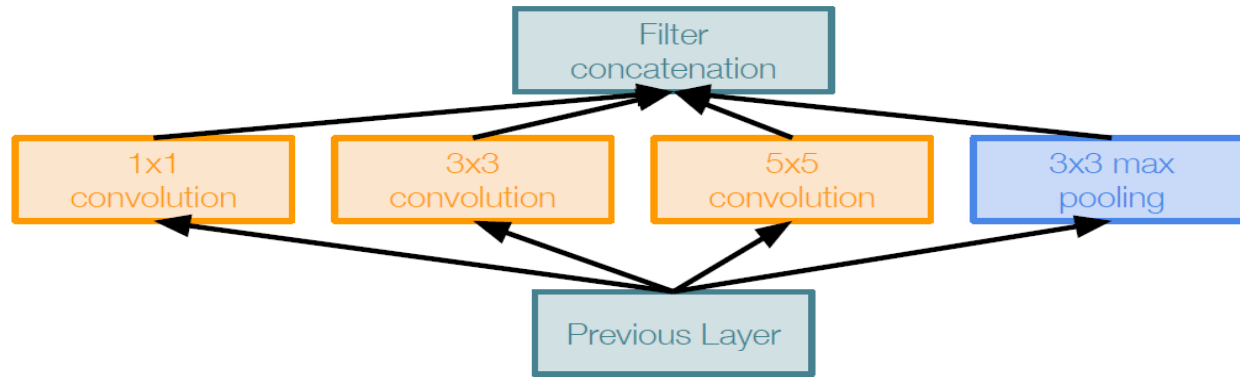 Filter
concatenation
1x1
convolution
3x3
convolution
5x5
convolution
3x3 max
pooling
Previous Layer